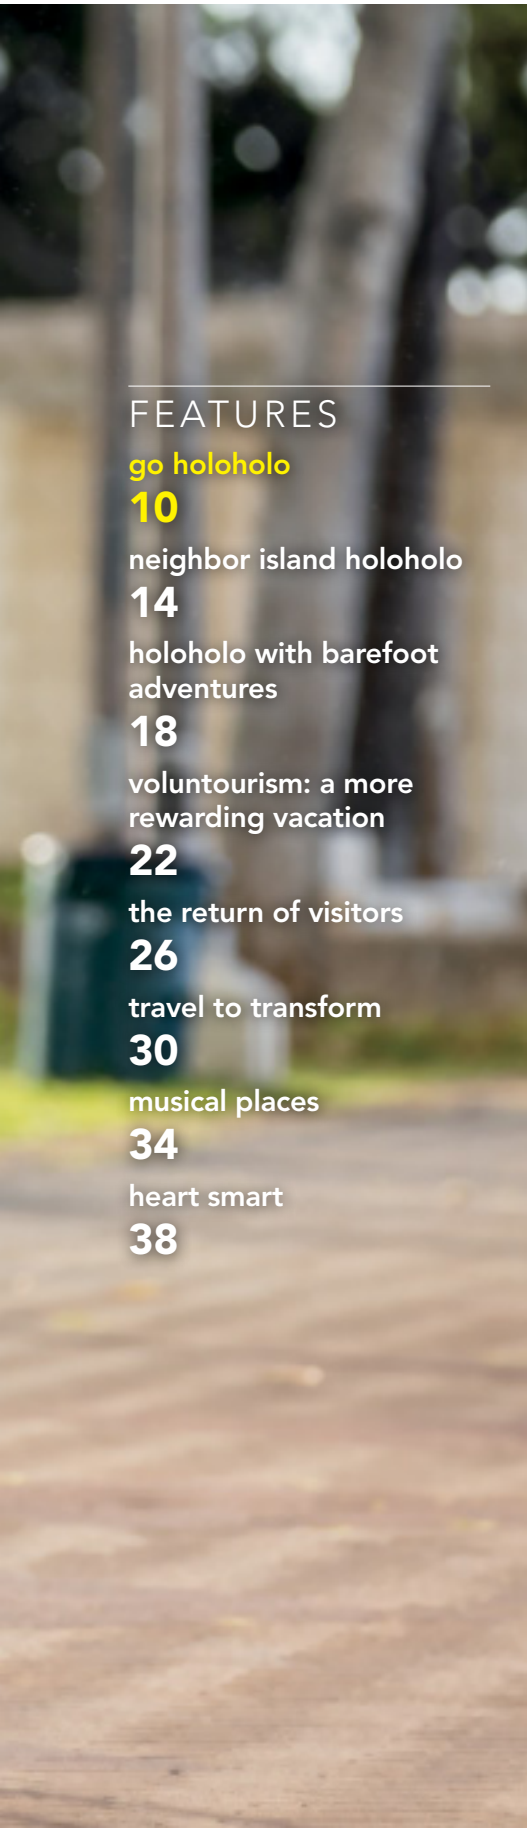 FEATURES
go holoholo
10
neighbor island holoholo
14
holoholo with barefoot
adventures
18
voluntourism: a more
rewarding vacation
22
the return of visitors
26
travel to transform
30
musical places
34
heart smart
38